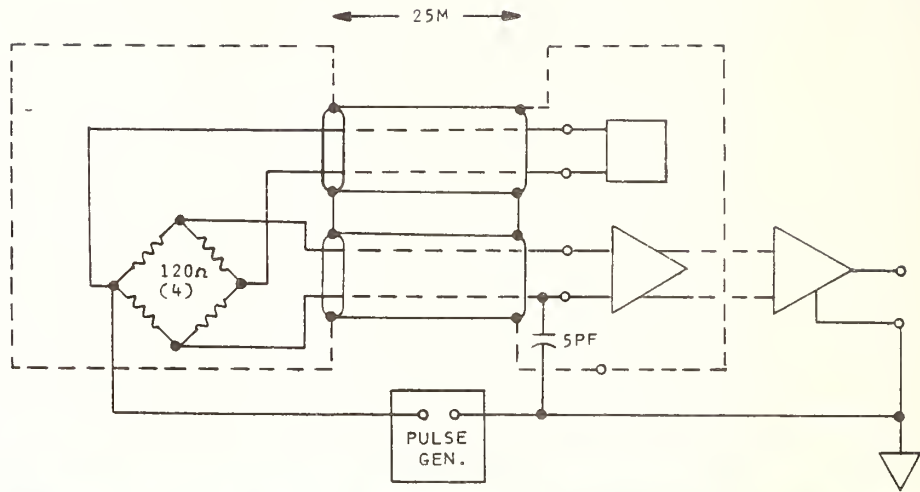 25M
120Ω
(4)
5PF
PULSE
GEN.